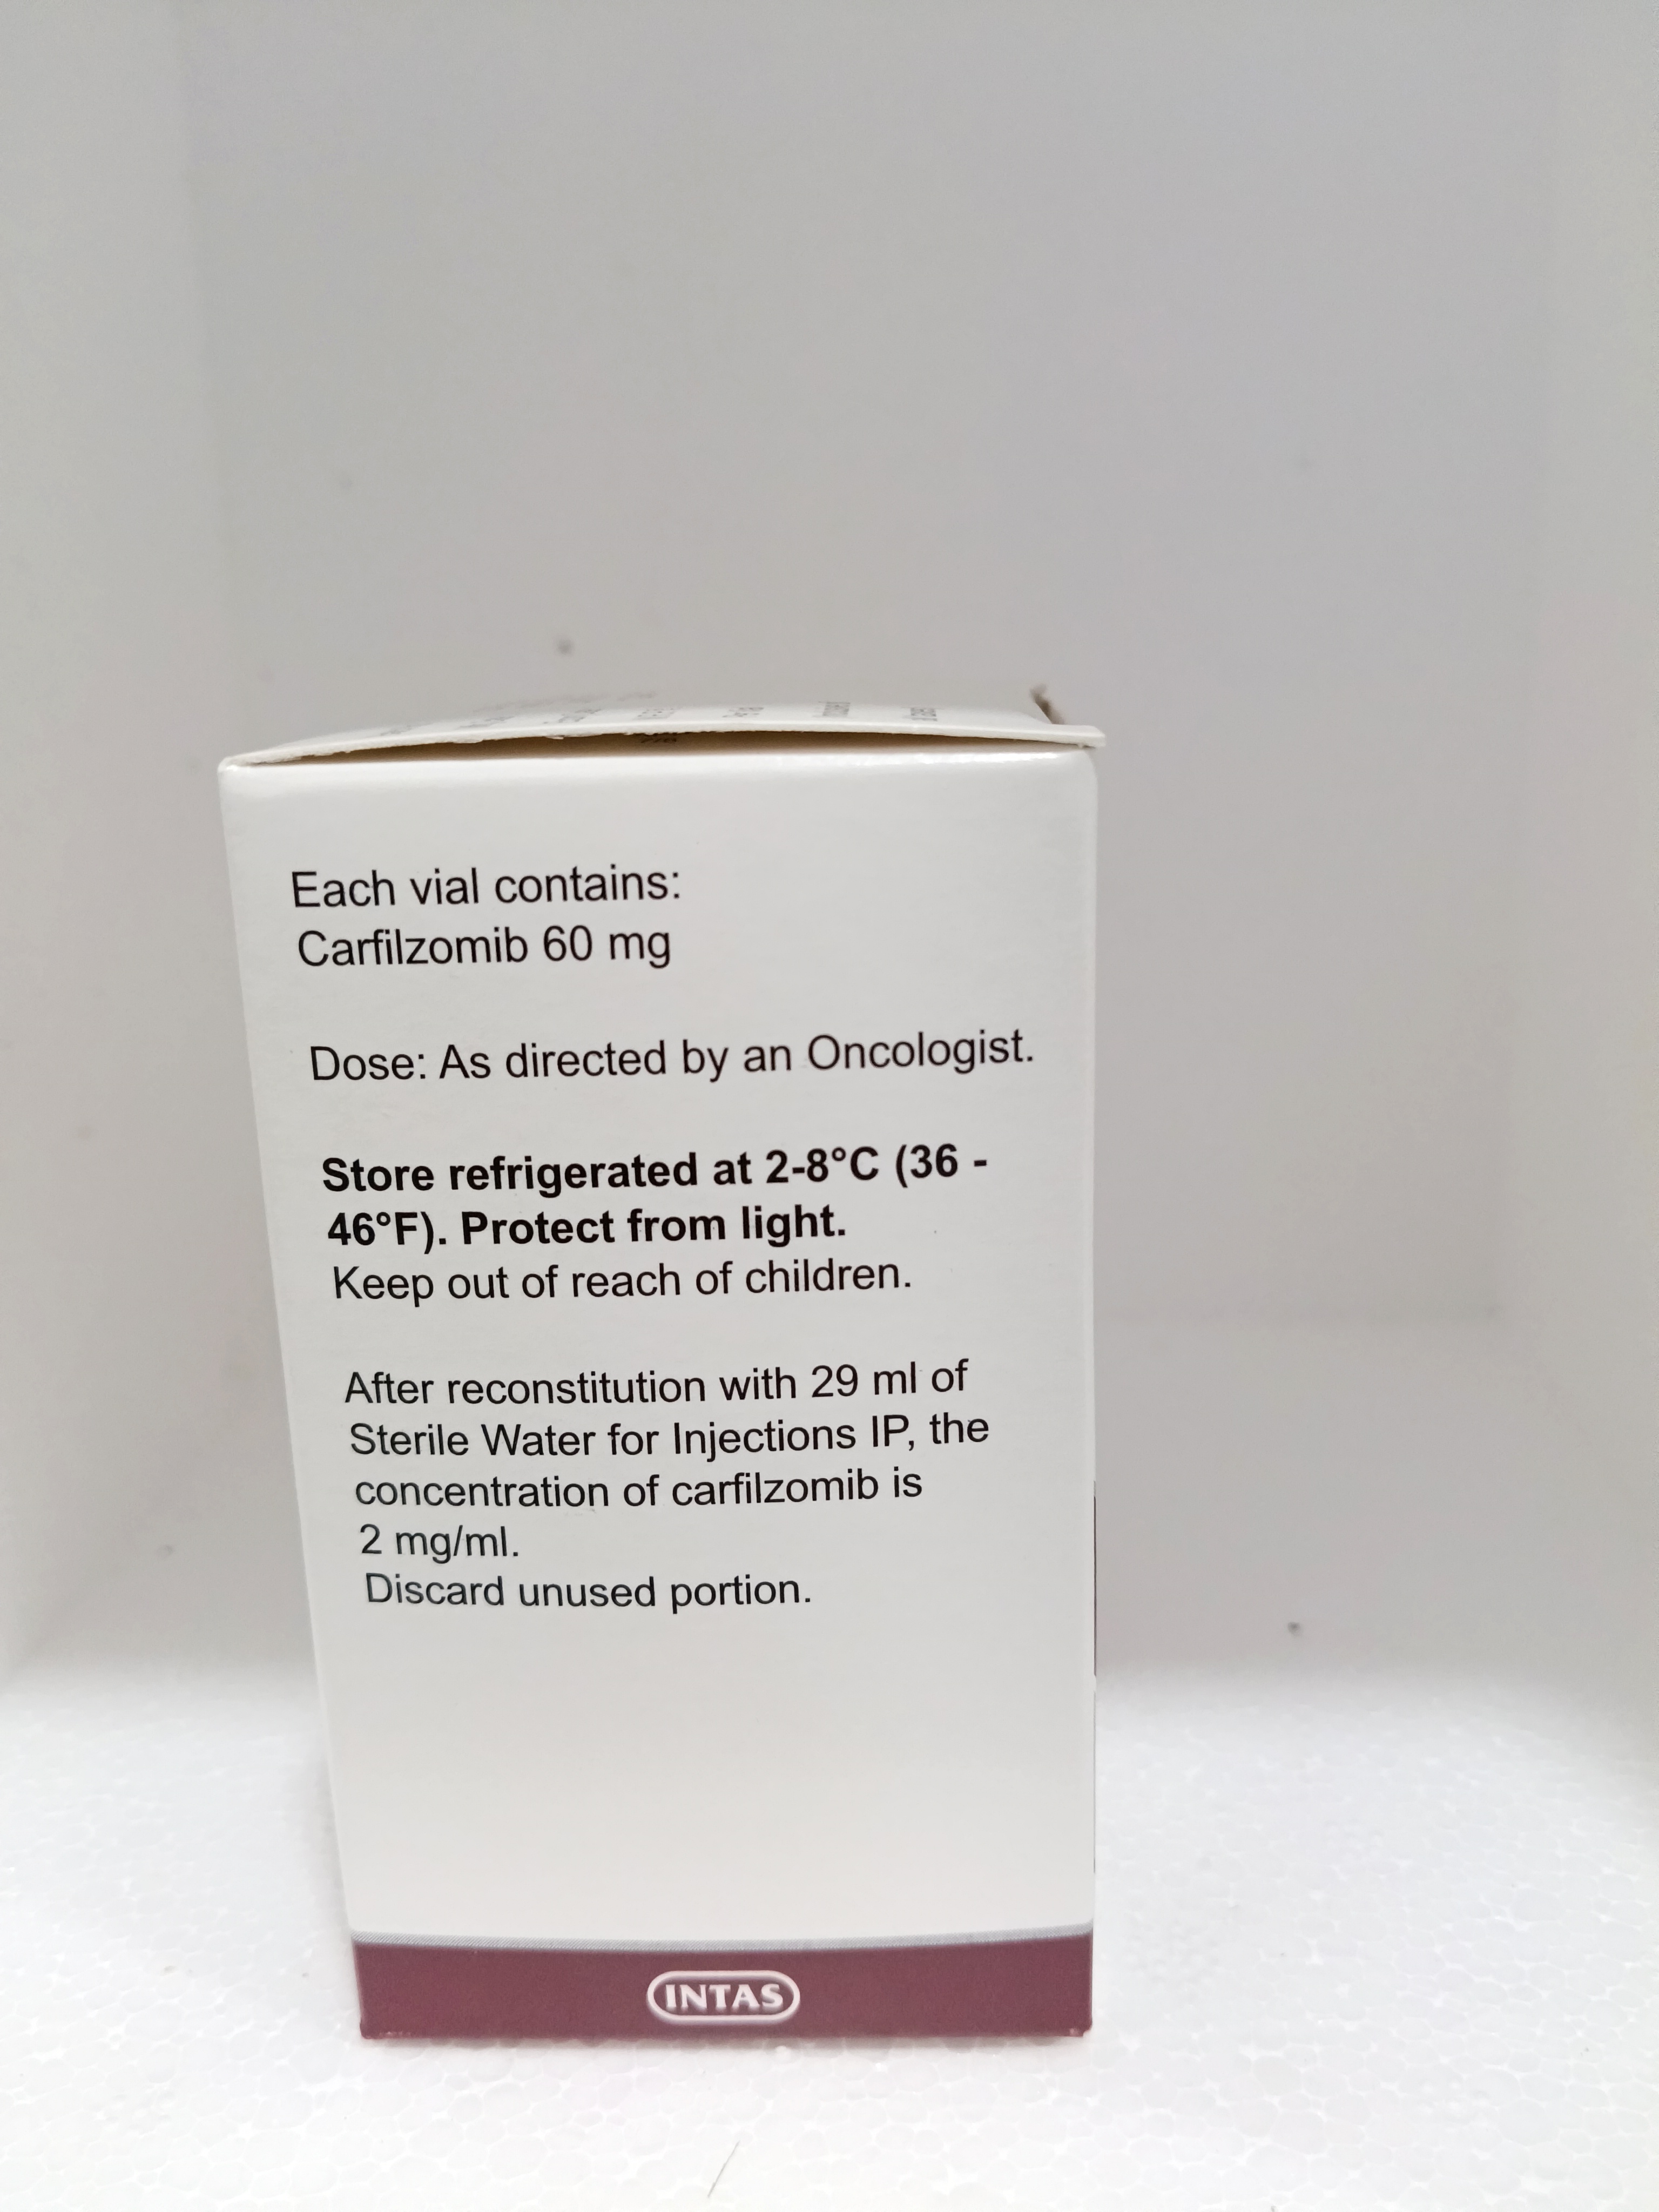 Each vial contains:
Carfilzomib 60 mg
Dose: As directed by an Oncologist.
Store refrigerated at 2-8°C (36 -
46°F). Protect from light.
Keep out of reach of children.
After reconstitution with 29 ml of
Sterile Water for Injections IP, the
concentration of carfilzomib is
2 mg/ml.
Discard unused portion.
INTAS